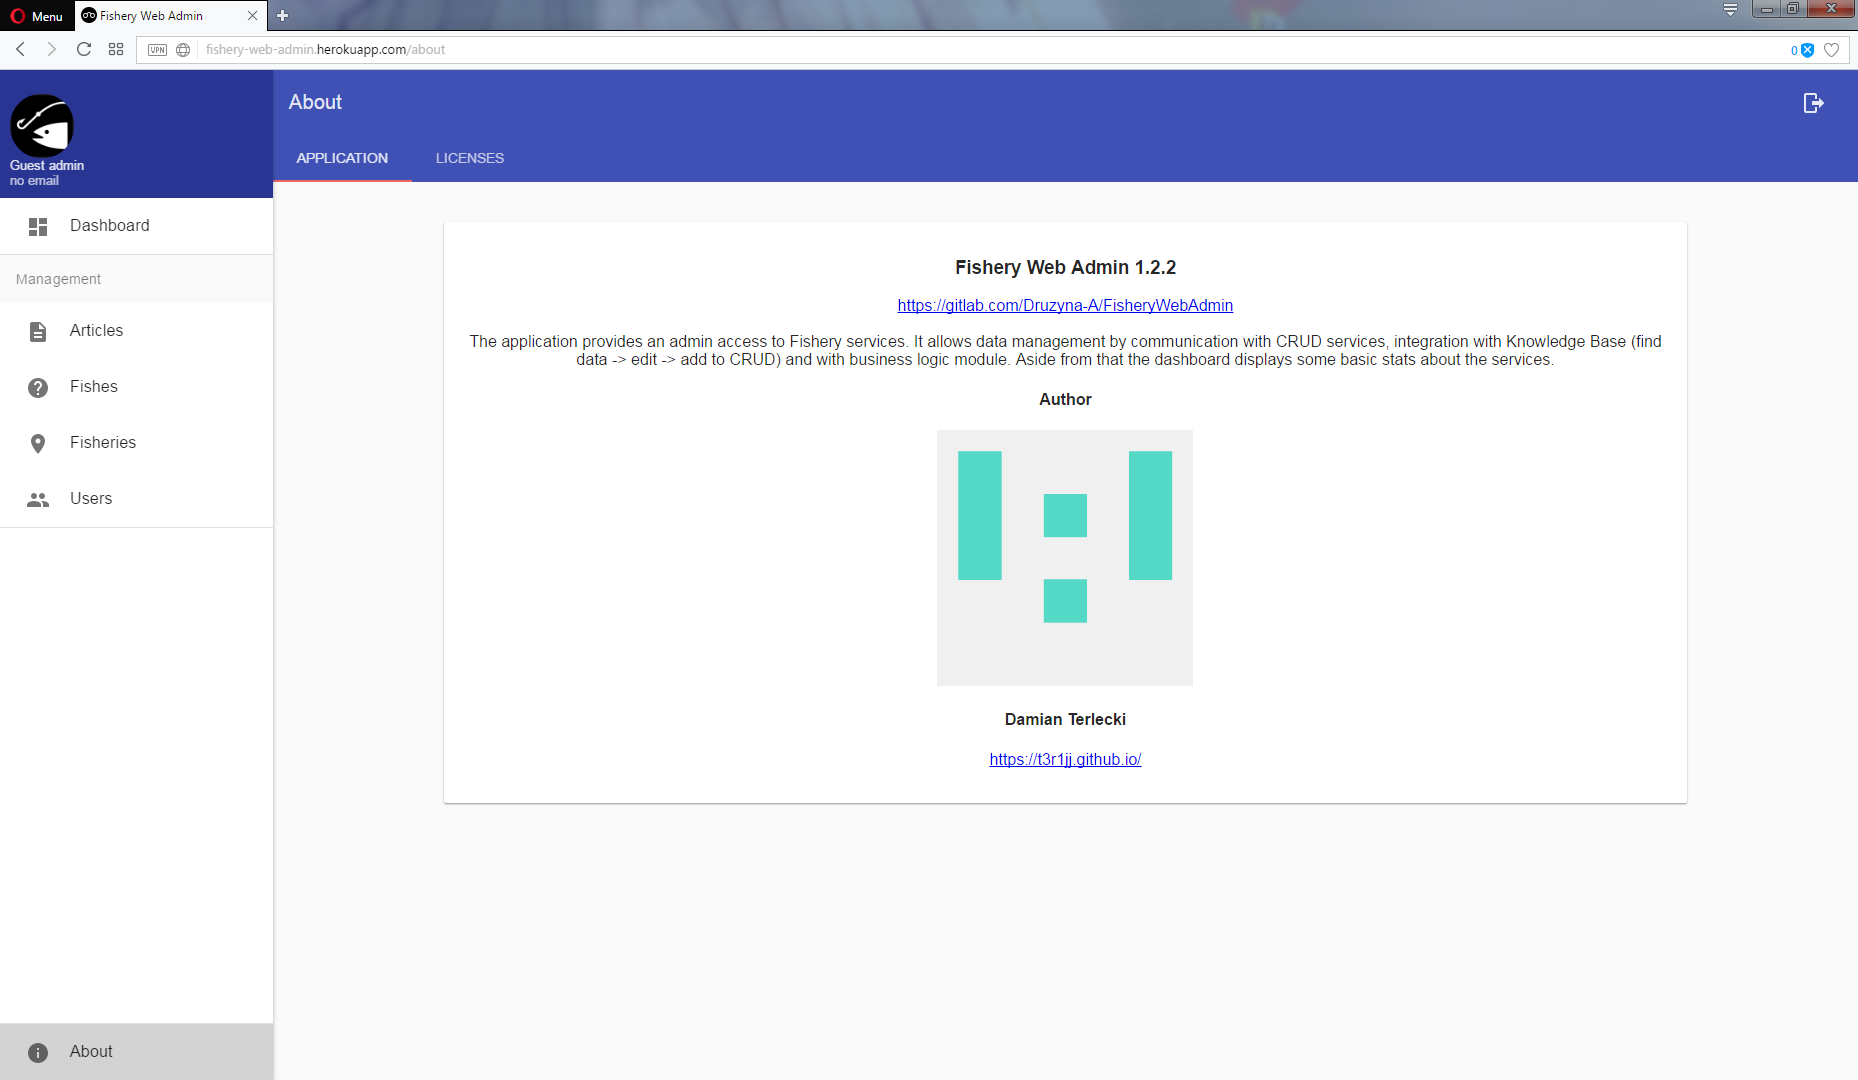 Menu
Fishery Web Admin
VPN
fishery-web-admin.herokuapp.com/about
0
Guest admin
no email
Dashboard
Management
Articles
Fishes
Fisheries
Users
About
About
APPLICATION
LICENSES
Fishery Web Admin 1.2.2
https://gitlab.com/Druzyna-A/FisheryWebAdmin
The application provides an admin access to Fishery services. It allows data management by communication with CRUD services, integration with Knowledge Base (find
data -> edit -> add to CRUD) and with business logic module. Aside from that the dashboard displays some basic stats about the services.
Author
Damian Terlecki
https://t3r1jj.github.io/